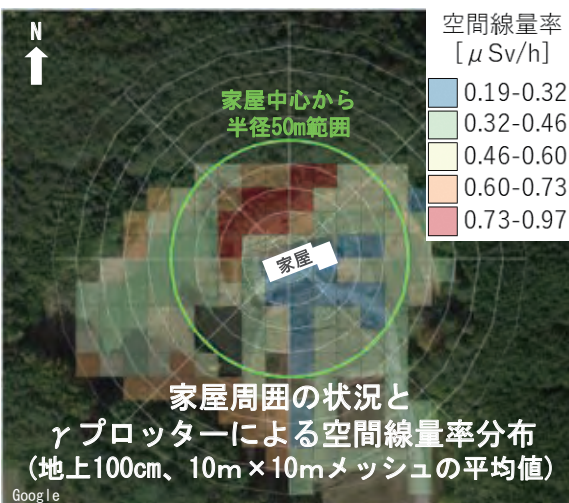 N
空間線量率
[μSv/h]
0.19-0.32
0.32-0.46
0.46-0.60
0.60-0.73
0.73-0.97
家屋中心から
半径50m範囲
家屋
家屋周囲の状況と
γプロッターによる空間線量率分布
(地上100cm、10m×10mメッシュの平均値)
Google